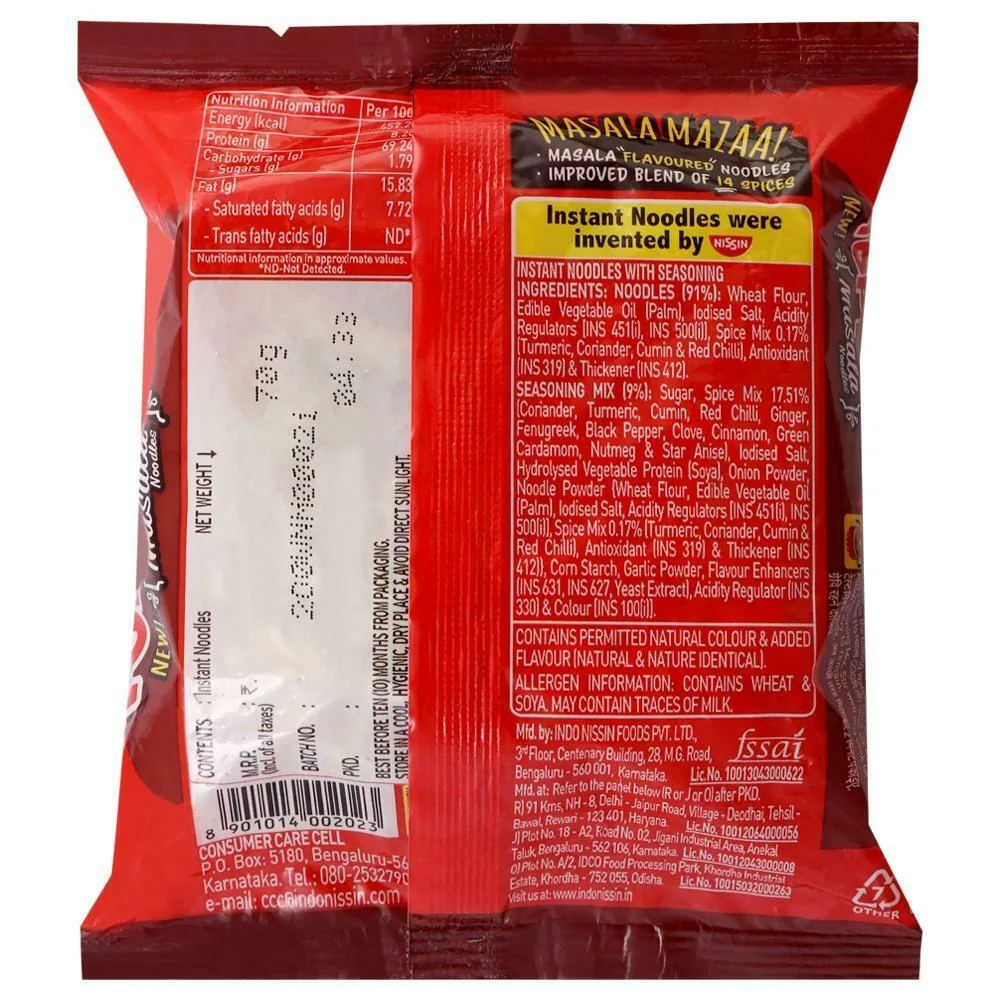 Nutrition Information Per 100
Energy (kcal) 452.2
Protein (g) 8.20
Carbohydrate (g) 69.24
- Sugars (g) 1.79
Fat (g) 15.83
- Saturated fatty acids (g) 7.72
- Trans fatty acids (g) ND*
Nutritional information in approximate values.
*ND-Not Detected.
NET WEIGHT
70g
04:33
CONTENTS : Instant Noodles
M.R.P. : ₹.
(Incl. of all taxes)
BATCH NO. :
PKD. :
BEST BEFORE TEN (10) MONTHS FROM PACKAGING.
STORE IN A COOL, HYGIENIC, DRY PLACE & AVOID DIRECT SUNLIGHT.
8 901014 002023
CONSUMER CARE CELL
P.O. Box: 5180, Bengaluru-56
Karnataka. Tel.: 080-2532790
e-mail: ccc@indonissin.com
MASALA MAZAA!
· MASALA "FLAVOURED" NOODLES
· IMPROVED BLEND OF 14 SPICES
Instant Noodles were
invented by NISSIN
INSTANT NOODLES WITH SEASONING
INGREDIENTS: NOODLES (91%): Wheat Flour,
Edible Vegetable Oil (Palm), Iodised Salt, Acidity
Regulators [INS 451(i), INS 500(i)], Spice Mix 0.17%
(Turmeric, Coriander, Cumin & Red Chilli), Antioxidant
(INS 319) & Thickener (INS 412).
SEASONING MIX (9%): Sugar, Spice Mix 17.51%
(Coriander, Turmeric, Cumin, Red Chilli, Ginger,
Fenugreek, Black Pepper, Clove, Cinnamon, Green
Cardamom, Nutmeg & Star Anise), Iodised Salt,
Hydrolysed Vegetable Protein (Soya), Onion Powder,
Noodle Powder {Wheat Flour, Edible Vegetable Oil
(Palm), Iodised Salt, Acidity Regulators [INS 451(i), INS
500(i)], Spice Mix 0.17% (Turmeric, Coriander, Cumin &
Red Chilli), Antioxidant (INS 319) & Thickener (INS
412)}, Corn Starch, Garlic Powder, Flavour Enhancers
(INS 631, INS 627, Yeast Extract), Acidity Regulator (INS
330) & Colour [INS 100(i)].
CONTAINS PERMITTED NATURAL COLOUR & ADDED
FLAVOUR (NATURAL & NATURE IDENTICAL).
ALLERGEN INFORMATION: CONTAINS WHEAT &
SOYA. MAY CONTAIN TRACES OF MILK.
Mfd. by: INDO NISSIN FOODS PVT. LTD.,
3rd Floor, Centenary Building, 28, M.G. Road,
Bengaluru - 560 001, Karnataka.
fssai
Lic. No. 10013043000622
Mfd. at: Refer to the panel below (R or J or O) after PKD.
R) 91 Kms, NH - 8, Delhi - Jaipur Road, Village - Deodhai, Tehsil -
Bawal, Rewari - 123 401, Haryana. Lic. No. 10012064000056
J) Plot No. 18 - A2, Road No. 02, Jigani Industrial Area, Anekal
Taluk, Bengaluru - 562 106, Karnataka. Lic. No. 10012043000008
O) Plot No. A/2, IDCO Food Processing Park, Khordha Industrial
Estate, Khordha - 752 055, Odisha. Lic. No. 10015032000263
Visit us at: www.indonissin.in
NEW! Masala
Noodles
NEW! Masala
Noodles
7
OTHER